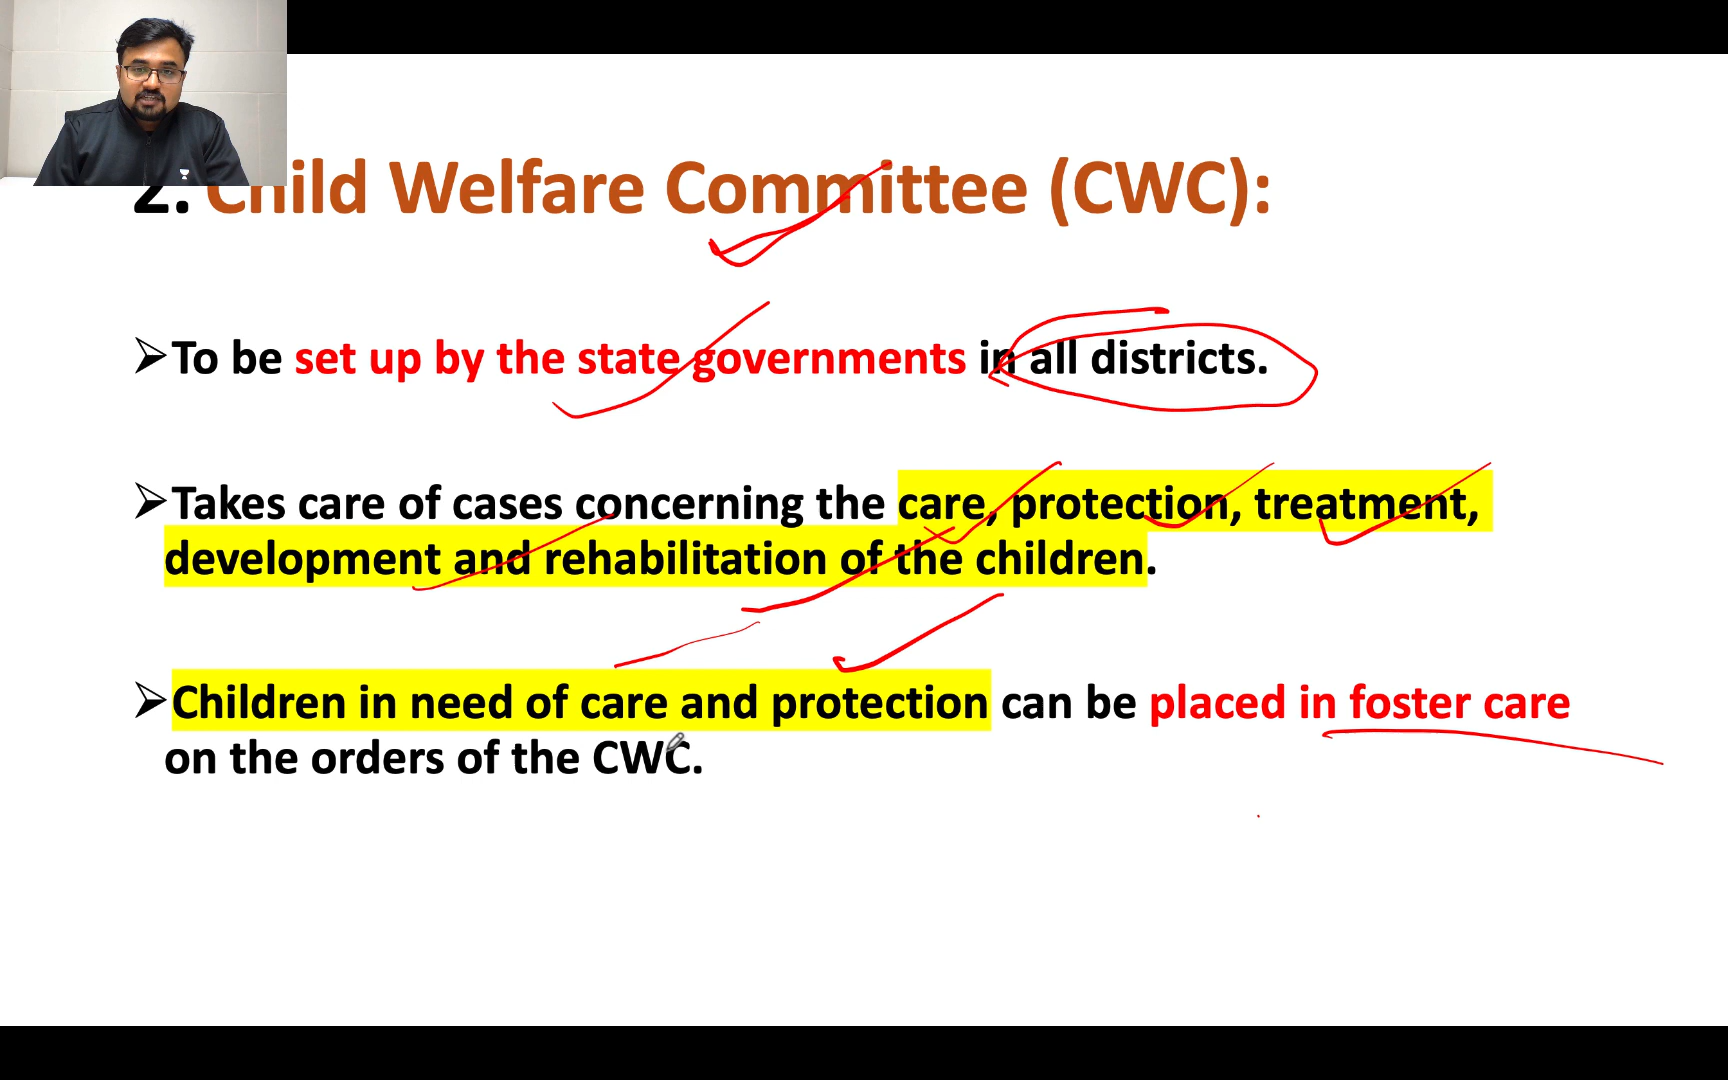 2. Child Welfare Committee (CWC):
➢To be set up by the state governments in all districts.
➢Takes care of cases concerning the care, protection, treatment,
development and rehabilitation of the children.
➢Children in need of care and protection can be placed in foster care
on the orders of the CWC.